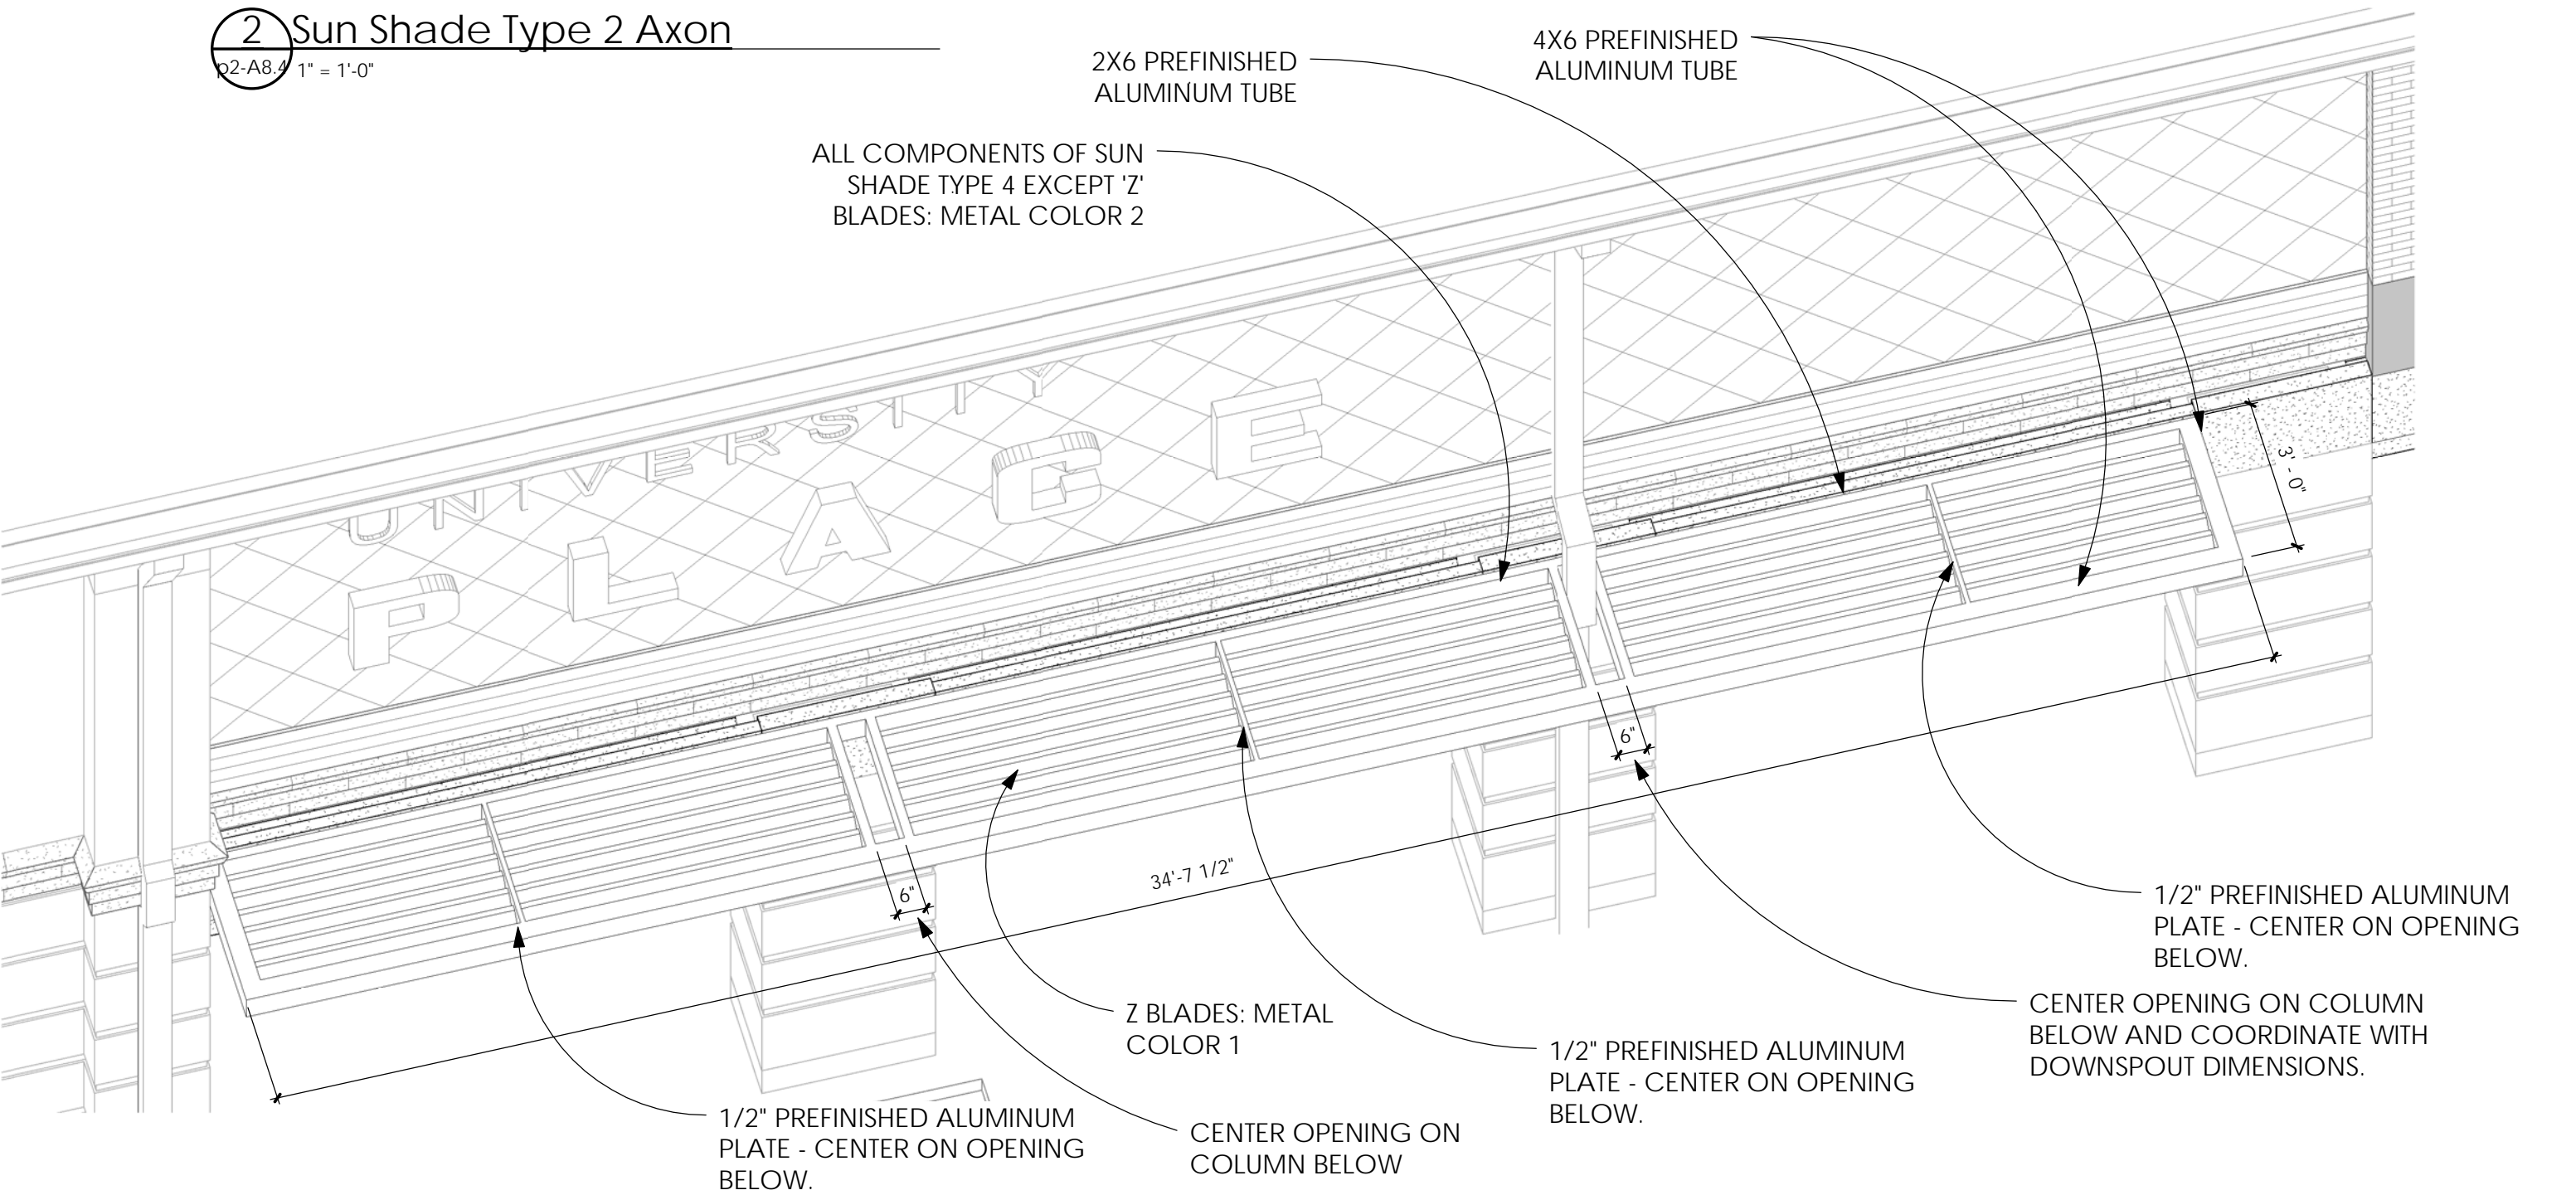 2
Sun Shade Type 2 Axon
p2-A8.4
1" = 1'-0"
2X6 PREFINISHED
ALUMINUM TUBE
4X6 PREFINISHED
ALUMINUM TUBE
ALL COMPONENTS OF SUN
SHADE TYPE 4 EXCEPT 'Z'
BLADES: METAL COLOR 2
UNIVERSITY
PLACE
3' - 0"
6"
6"
34'-7 1/2"
1/2" PREFINISHED ALUMINUM
PLATE - CENTER ON OPENING
BELOW.
CENTER OPENING ON COLUMN
BELOW AND COORDINATE WITH
DOWNSPOUT DIMENSIONS.
Z BLADES: METAL
COLOR 1
1/2" PREFINISHED ALUMINUM
PLATE - CENTER ON OPENING
BELOW.
1/2" PREFINISHED ALUMINUM
PLATE - CENTER ON OPENING
BELOW.
CENTER OPENING ON
COLUMN BELOW